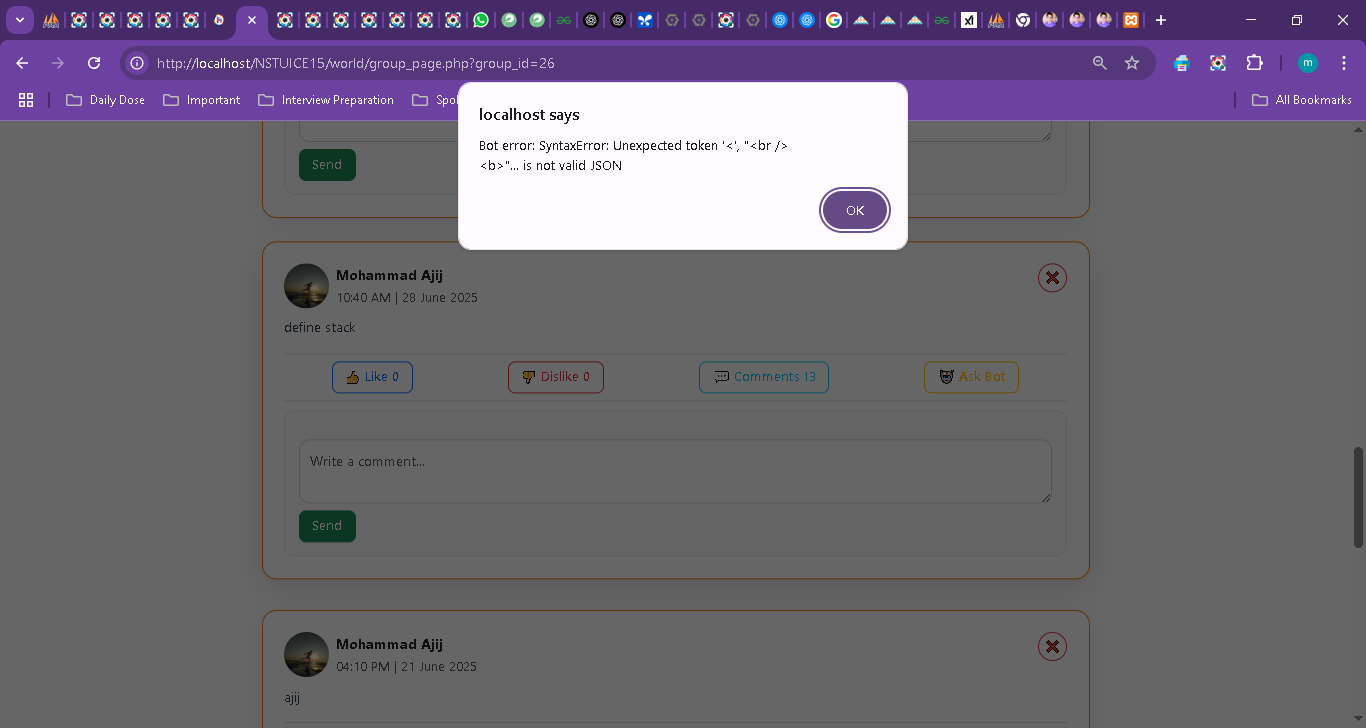 http://localhost/NSTUICE15/world/group_page.php?group_id=26
m
Daily Dose
Important
Interview Preparation
All Bookmarks
localhost says
Bot error: SyntaxError: Unexpected token '<', "<br />
<b>"... is not valid JSON
OK
Send
Mohammad Ajij
10:40 AM | 28 June 2025
define stack
Like 0
Dislike 0
Comments 13
Ask Bot
Write a comment...
Send
Mohammad Ajij
04:10 PM | 21 June 2025
ajij